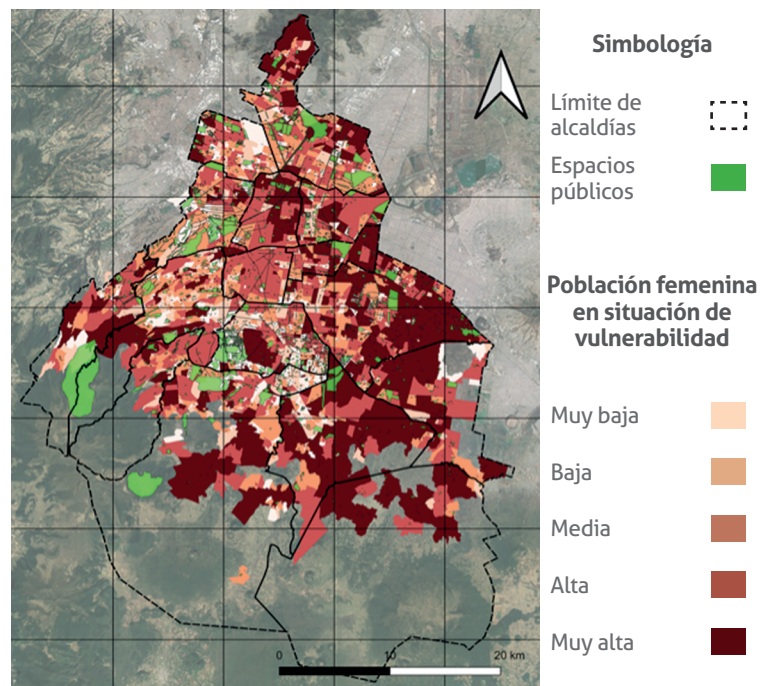 Simbología
Límite de
alcaldías
Espacios
públicos
Población femenina
en situación de
vulnerabilidad
Muy baja
Baja
Media
Alta
Muy alta
0 10 20 km